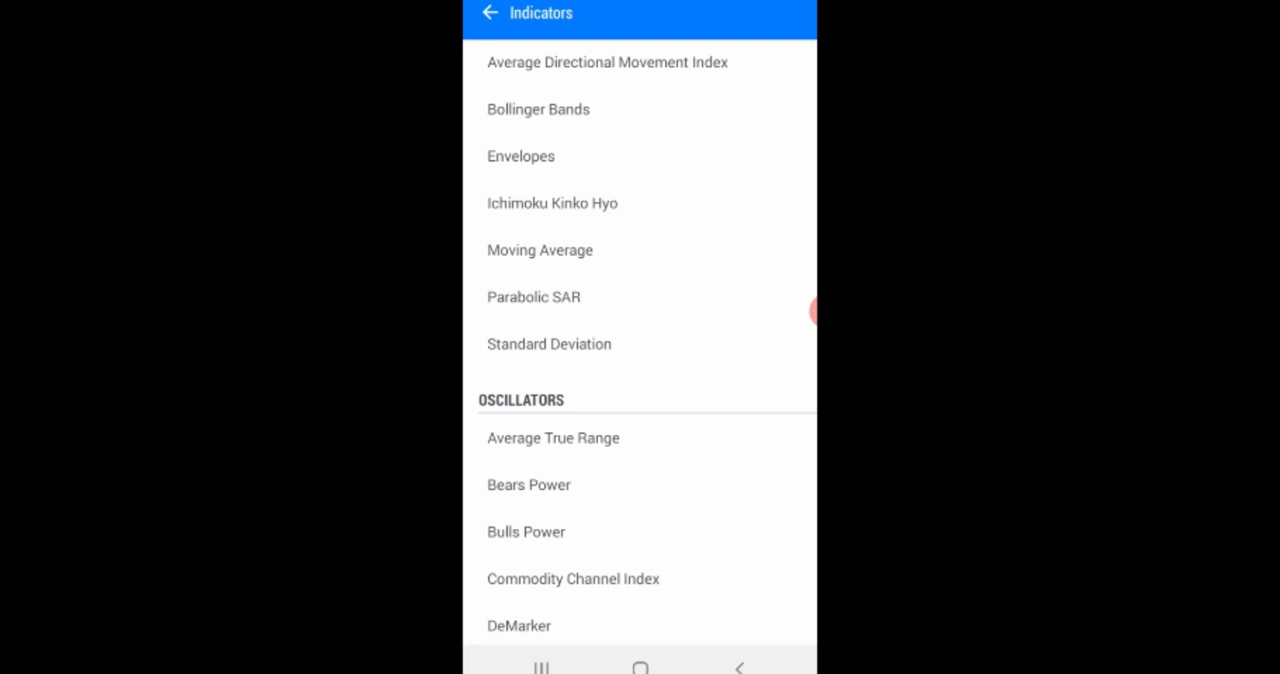 Indicators
Average Directional Movement Index
Bollinger Bands
Envelopes
Ichimoku Kinko Hyo
Moving Average
Parabolic SAR
Standard Deviation
OSCILLATORS
Average True Range
Bears Power
Bulls Power
Commodity Channel Index
DeMarker